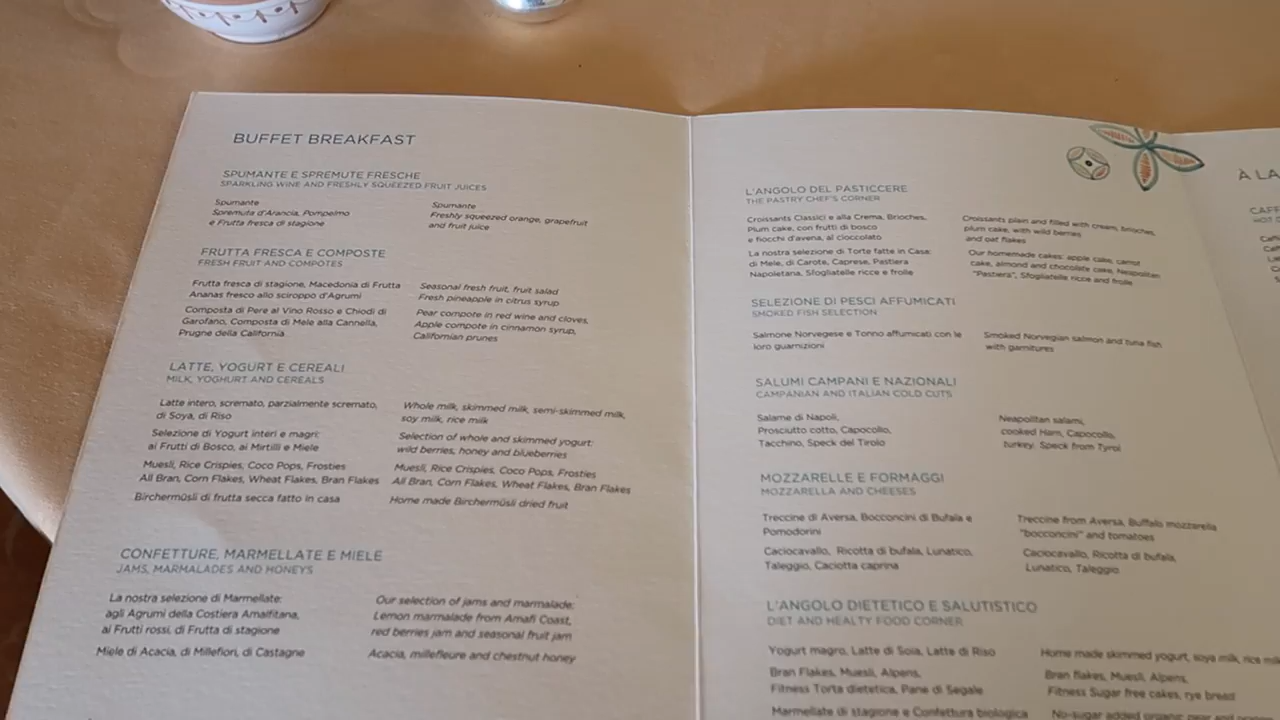 BUFFET BREAKFAST
SPUMANTE E SPREMUTE FRESCHE
SPARKLING WINE AND FRESHLY SQUEEZED FRUIT JUICES
Spumante
Spremuta d'Arancia, Pompelmo
e Frutta fresca di stagione
Spumante
Freshly squeezed orange, grapefruit
and fruit juice
FRUTTA FRESCA E COMPOSTE
FRESH FRUIT AND COMPOTES
Frutta fresca di stagione, Macedonia di Frutta
Ananas fresco allo sciroppo d'Agrumi
Composta di Pere al Vino Rosso e Chiodi di
Garofano, Composta di Mele alla Cannella,
Prugne della California
Seasonal fresh fruit, fruit salad
Fresh pineapple in citrus syrup
Pear compote in red wine and cloves,
Apple compote in cinnamon syrup,
Californian prunes
LATTE, YOGURT E CEREALI
MILK, YOGHURT AND CEREALS
Latte intero, scremato, parzialmente scremato,
di Soya, di Riso
Selezione di Yogurt interi e magri:
ai Frutti di Bosco, ai Mirtilli e Miele
Muesli, Rice Crispies, Coco Pops, Frosties
All Bran, Corn Flakes, Wheat Flakes, Bran Flakes
Birchermüsli di frutta secca fatto in casa
Whole milk, skimmed milk, semi-skimmed milk,
soy milk, rice milk
Selection of whole and skimmed yogurt:
wild berries, honey and blueberries
Muesli, Rice Crispies, Coco Pops, Frosties
All Bran, Corn Flakes, Wheat Flakes, Bran Flakes
Home made Birchermüsli dried fruit
CONFETTURE, MARMELLATE E MIELE
JAMS, MARMALADES AND HONEYS
La nostra selezione di Marmellate:
agli Agrumi della Costiera Amalfitana,
ai Frutti rossi, di Frutta di stagione
Miele di Acacia, di Millefiori, di Castagne
Our selection of jams and marmalade:
Lemon marmalade from Amafi Coast,
red berries jam and seasonal fruit jam
Acacia, millefleure and chestnut honey
L'ANGOLO DEL PASTICCERE
THE PASTRY CHEF'S CORNER
Croissants Classici e alla Crema, Brioches,
Plum cake, con frutti di bosco
e fiocchi d'avena, al cioccolato
La nostra selezione di Torte fatte in Casa:
di Mele, di Carote, Caprese, Pastiera
Napoletana, Sfogliatelle ricce e frolle
Croissants plain and filled with cream, brioches,
plum cake, with wild berries
and oat flakes
Our homemade cakes: apple cake, carrot
cake, almond and chocolate cake, Neapolitan
"Pastiera", Sfogliatelle ricce and frolle
SELEZIONE DI PESCI AFFUMICATI
SMOKED FISH SELECTION
Salmone Norvegese e Tonno affumicati con le
loro guarnizioni
Smoked Norvegian salmon and tuna fish
with garnitures
SALUMI CAMPANI E NAZIONALI
CAMPANIAN AND ITALIAN COLD CUTS
Salame di Napoli,
Prosciutto cotto, Capocollo,
Tacchino, Speck del Tirolo
Neapolitan salami,
cooked Ham, Capocollo,
turkey, Speck from Tyrol
MOZZARELLE E FORMAGGI
MOZZARELLA AND CHEESES
Treccine di Aversa, Bocconcini di Bufala e
Pomodorini
Caciocavallo, Ricotta di bufala, Lunatico,
Taleggio, Caciotta caprina
Treccine from Aversa, Buffalo mozzarella
"bocconcini" and tomatoes
Caciocavallo, Ricotta di bufala,
Lunatico, Taleggio
L'ANGOLO DIETETICO E SALUTISTICO
DIET AND HEALTY FOOD CORNER
Yogurt magro, Latte di Soia, Latte di Riso
Bran Flakes, Muesli, Alpens,
Fitness Torta dietetica, Pane di Segale
Marmellate di stagione e Confettura biologica
Home made skimmed yogurt, soya milk, rice milk
Bran flakes, Muesli, Alpens,
Fitness Sugar free cakes, rye bread
No-sugar added
À LA